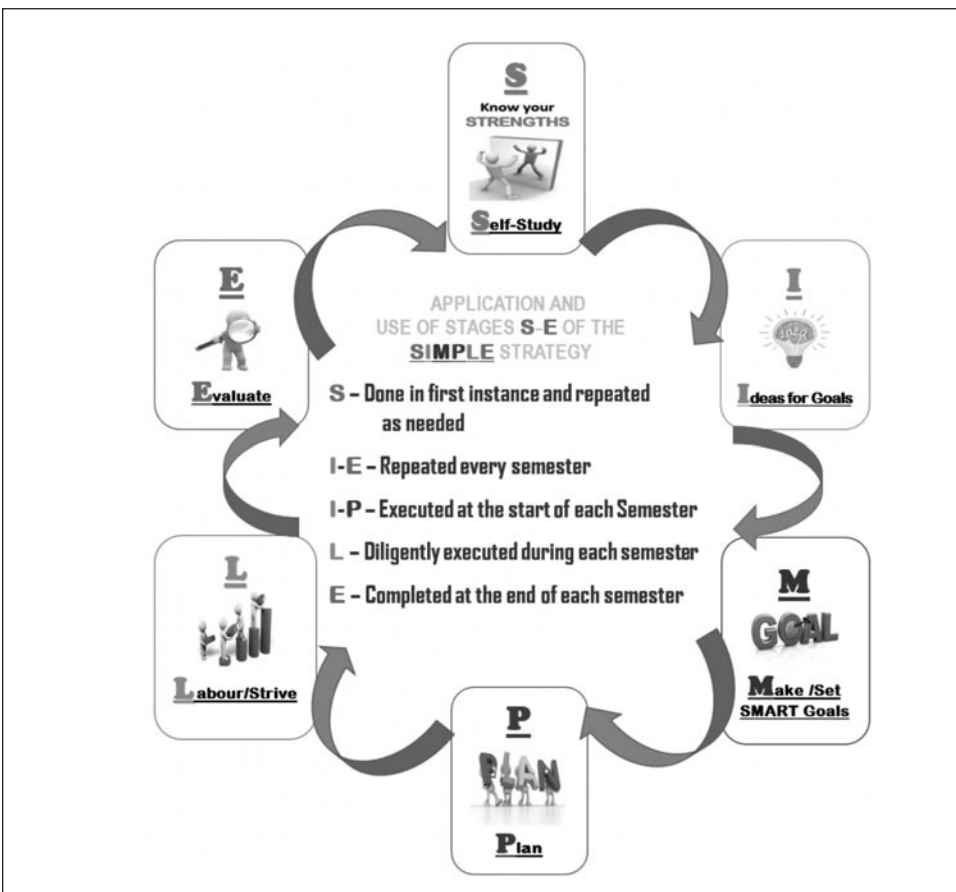 S
Know your
STRENGTHS
Self-Study
I
Ideas for Goals
M
GOAL
Make /Set
SMART Goals
P
PLAN
Plan
L
Labour/Strive
E
Evaluate
APPLICATION AND
USE OF STAGES S-E OF THE
SIMPLE STRATEGY
S – Done in first instance and repeated
as needed
I-E – Repeated every semester
I-P – Executed at the start of each Semester
L – Diligently executed during each semester
E – Completed at the end of each semester